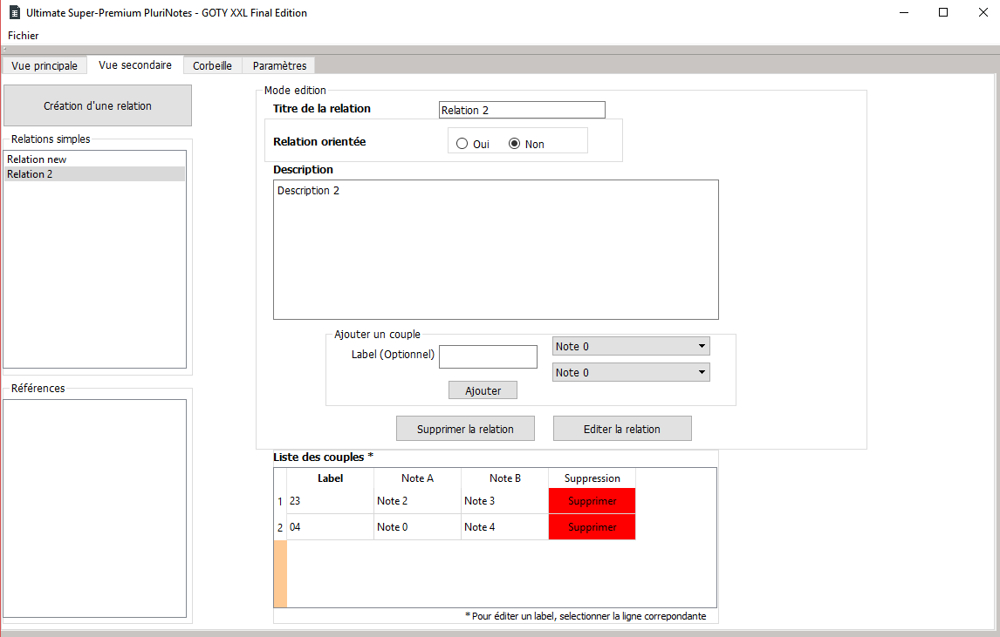 Ultimate Super-Premium PluriNotes - GOTY XXL Final Edition
Fichier
Vue principale
Vue secondaire
Corbeille
Paramètres
Création d'une relation
Relations simples
Relation new
Relation 2
Références
Mode edition
Titre de la relation
Relation 2
Relation orientée
Oui
Non
Description
Description 2
Ajouter un couple
Label (Optionnel)
Note 0
Note 0
Ajouter
Supprimer la relation
Editer la relation
Liste des couples *
Label Note A Note B Suppression
1 23 Note 2 Note 3 Supprimer
2 04 Note 0 Note 4 Supprimer
* Pour éditer un label, selectionner la ligne correpondante